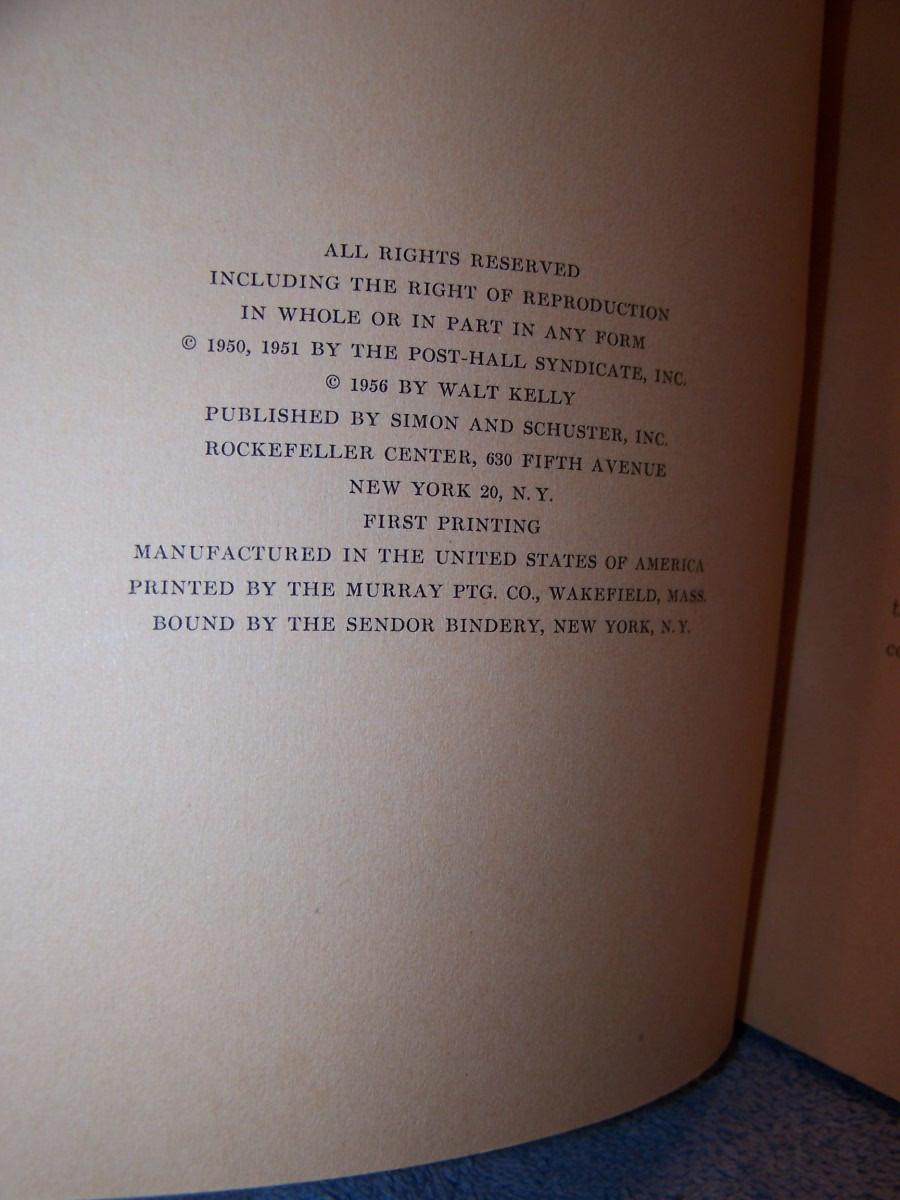 ALL RIGHTS RESERVED
INCLUDING THE RIGHT OF REPRODUCTION
IN WHOLE OR IN PART IN ANY FORM
© 1950, 1951 BY THE POST-HALL SYNDICATE, INC.
© 1956 BY WALT KELLY
PUBLISHED BY SIMON AND SCHUSTER, INC.
ROCKEFELLER CENTER, 630 FIFTH AVENUE
NEW YORK 20, N. Y.
FIRST PRINTING
MANUFACTURED IN THE UNITED STATES OF AMERICA
PRINTED BY THE MURRAY PTG. CO., WAKEFIELD, MASS.
BOUND BY THE SENDOR BINDERY, NEW YORK, N. Y.